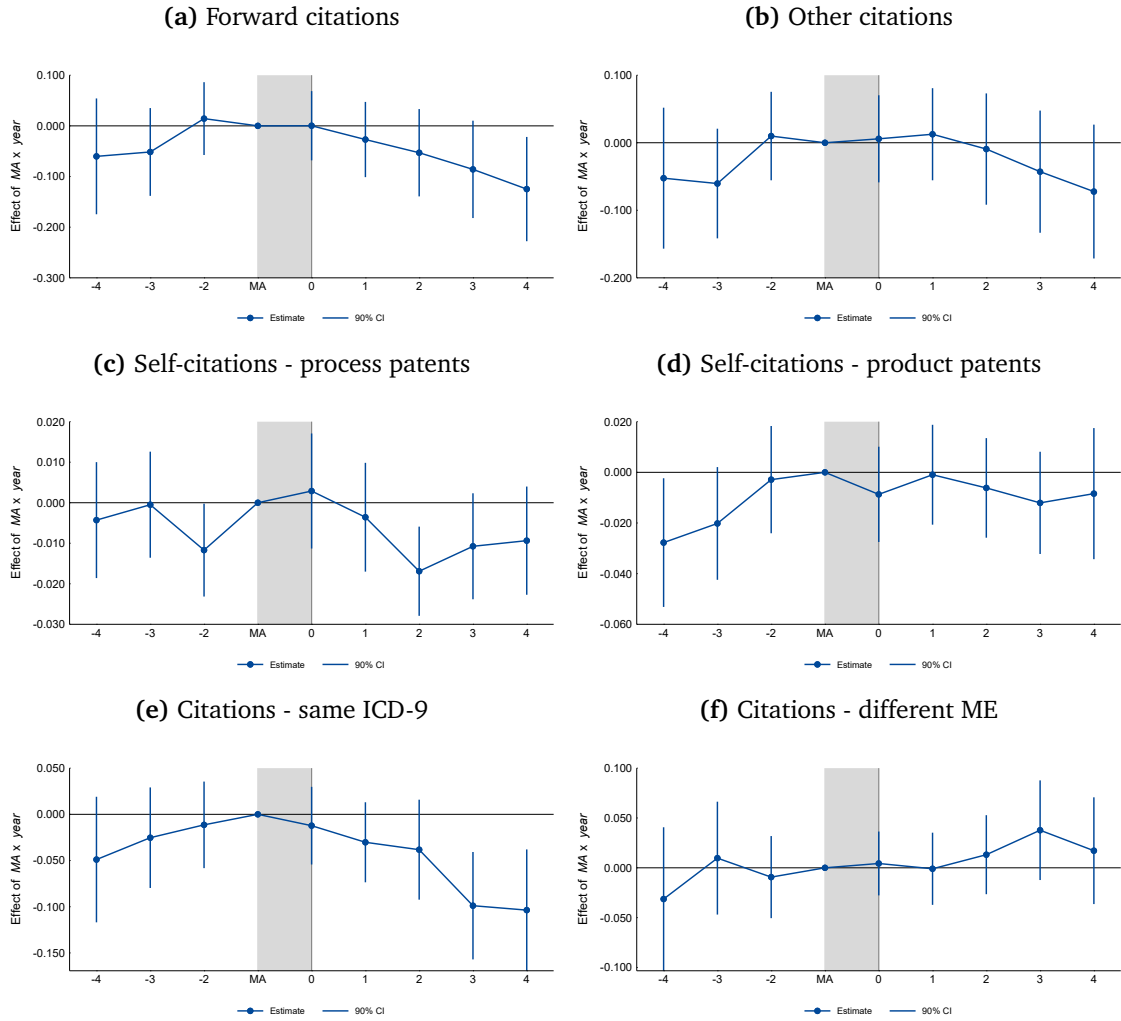 (a) Forward citations
0.100
0.000
-0.100
-0.200
-0.300
Effect of MA x year
-4 -3 -2 MA 0 1 2 3 4
Estimate 90% CI
(b) Other citations
0.100
0.000
-0.100
-0.200
Effect of MA x year
-4 -3 -2 MA 0 1 2 3 4
Estimate 90% CI
(c) Self-citations - process patents
0.020
0.010
0.000
-0.010
-0.020
-0.030
Effect of MA x year
-4 -3 -2 MA 0 1 2 3 4
Estimate 90% CI
(d) Self-citations - product patents
0.020
0.000
-0.020
-0.040
-0.060
Effect of MA x year
-4 -3 -2 MA 0 1 2 3 4
Estimate 90% CI
(e) Citations - same ICD-9
0.050
0.000
-0.050
-0.100
-0.150
Effect of MA x year
-4 -3 -2 MA 0 1 2 3 4
Estimate 90% CI
(f) Citations - different ME
0.100
0.050
0.000
-0.050
-0.100
Effect of MA x year
-4 -3 -2 MA 0 1 2 3 4
Estimate 90% CI